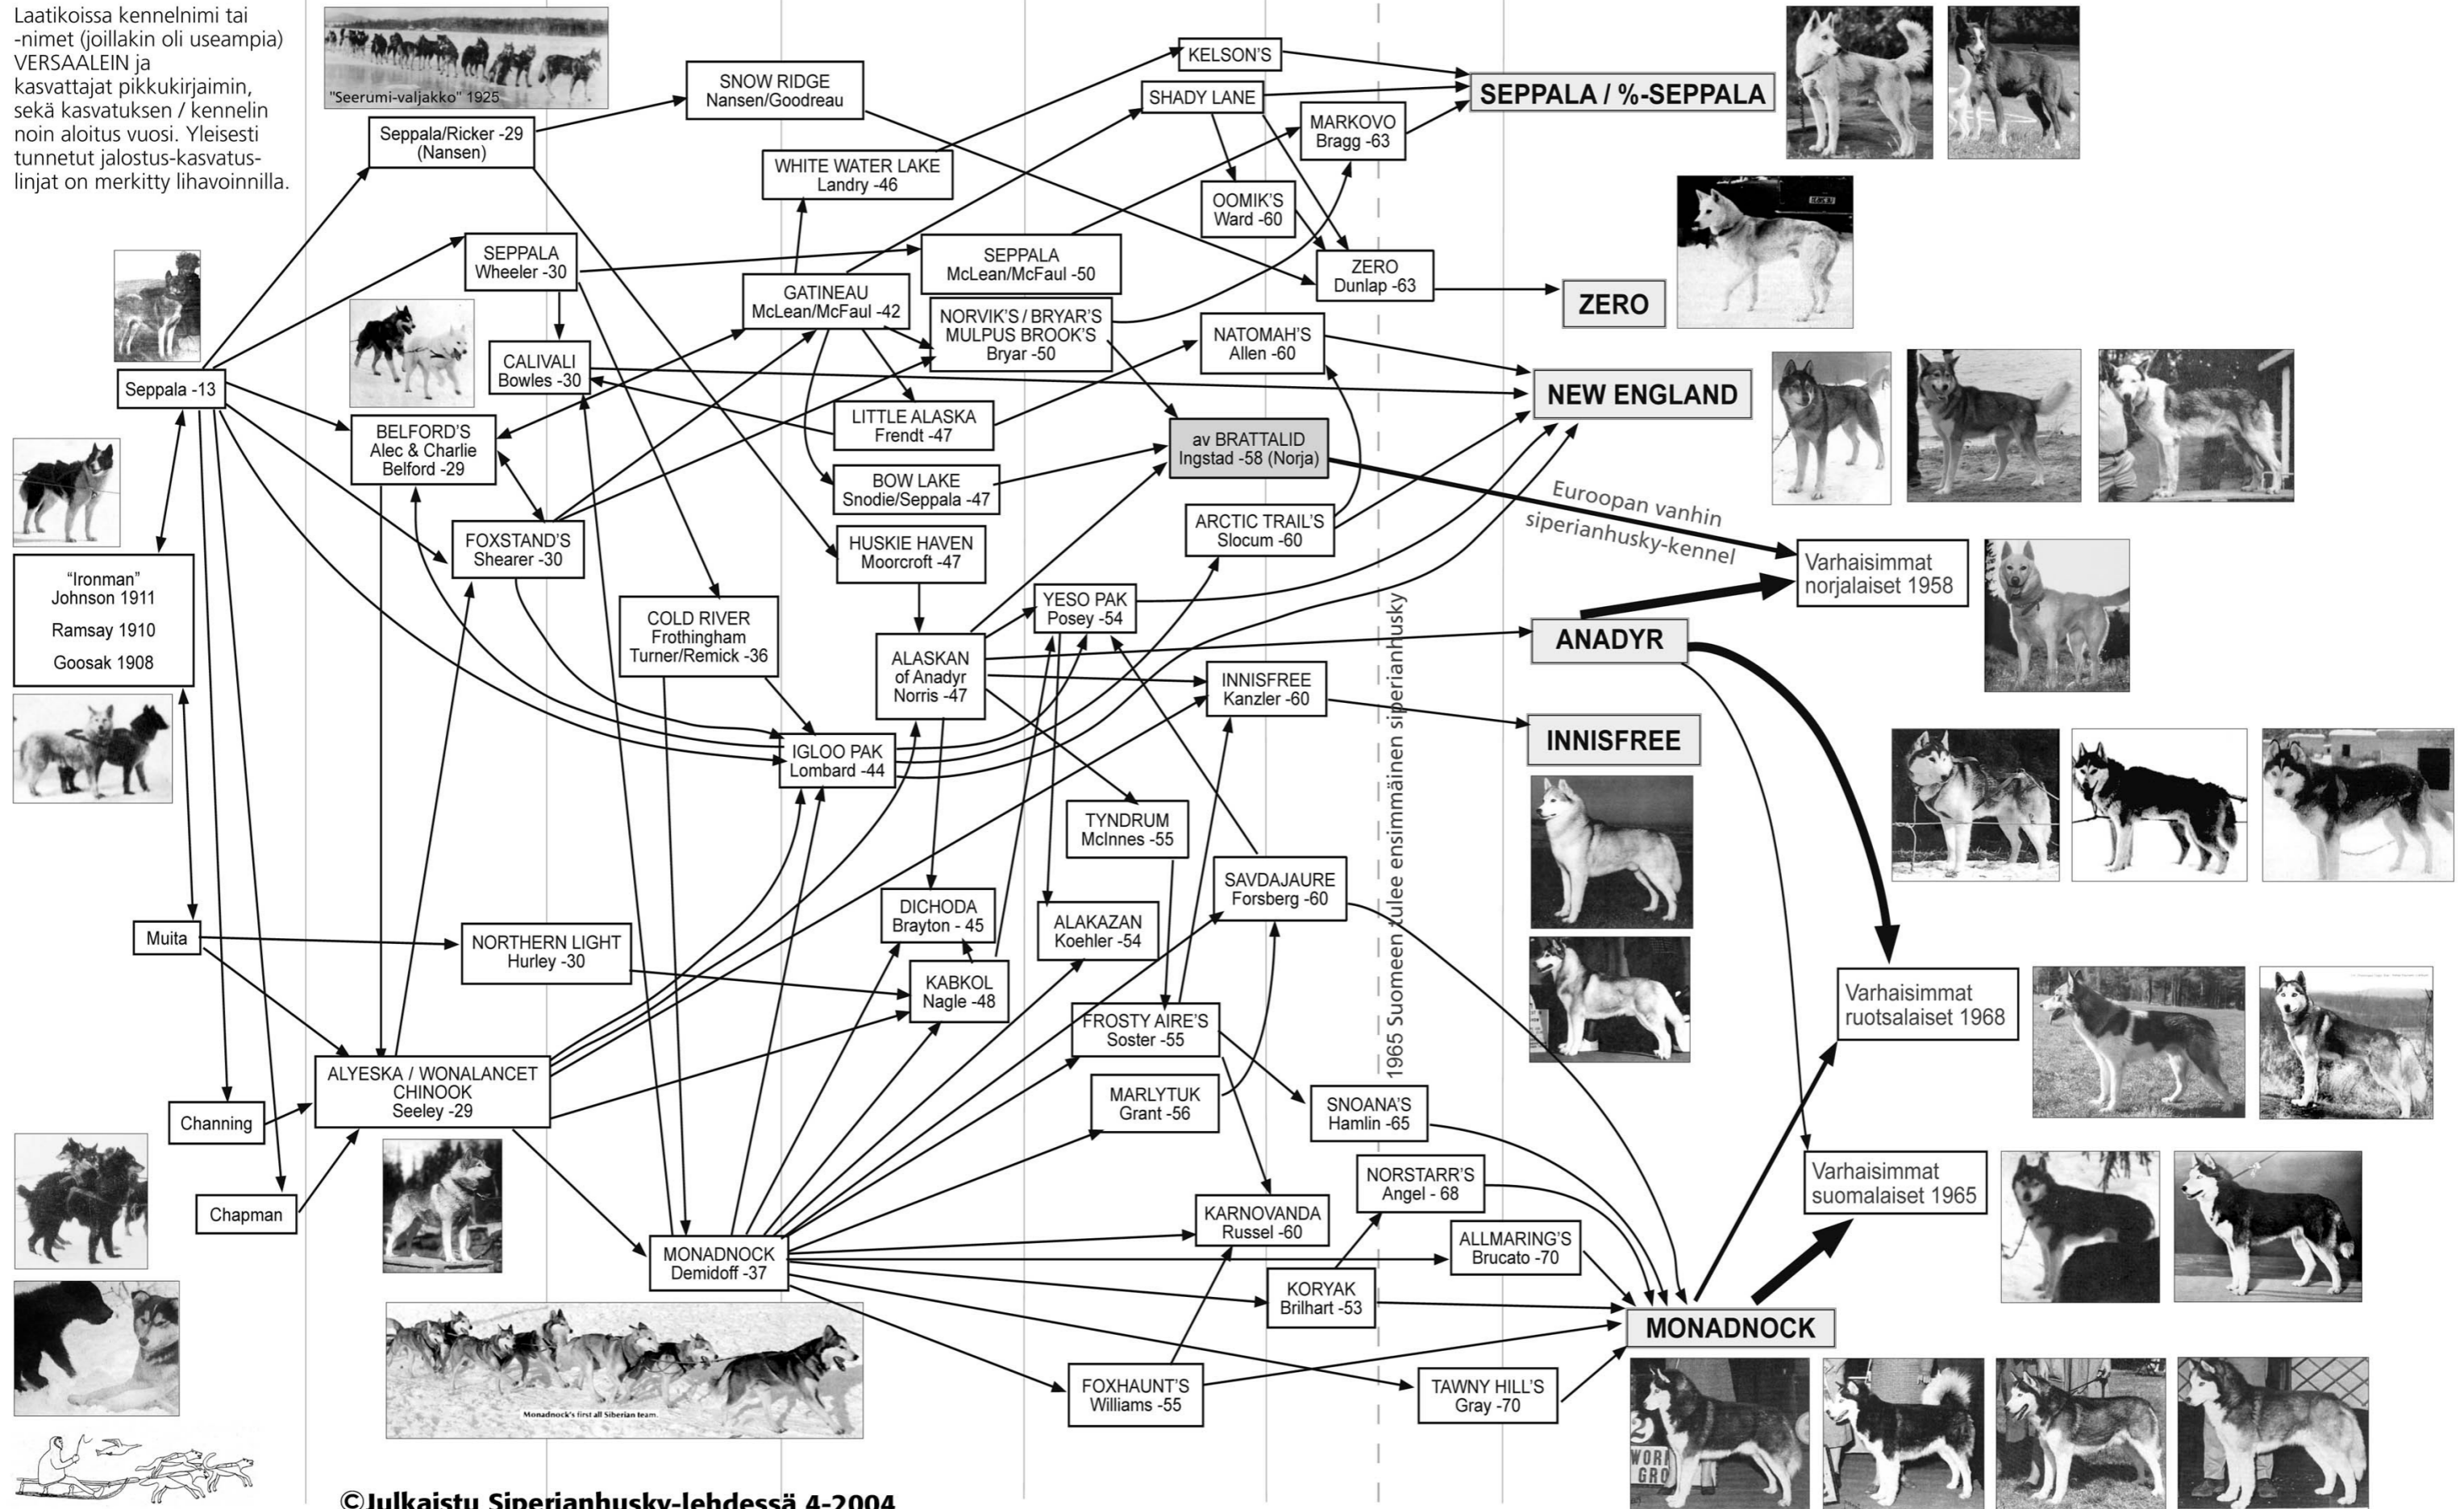 Laatikoissa kennelnimi tai
-nimet (joillakin oli useampia)
VERSAALEIN ja
kasvattajat pikkukirjaimin,
sekä kasvatuksen / kennelin
noin aloitus vuosi. Yleisesti
tunnetut jalostus-kasvatus-
linjat on merkitty lihavoinnilla.
"Seerumi-valjakko" 1925
Seppala/Ricker -29
(Nansen)
SNOW RIDGE
Nansen/Goodreau
WHITE WATER LAKE
Landry -46
KELSON'S
SHADY LANE
MARKOVO
Bragg -63
SEPPALA / %-SEPPALA
OOMIK'S
Ward -60
SEPPALA
Wheeler -30
SEPPALA
McLean/McFaul -50
GATINEAU
McLean/McFaul -42
ZERO
Dunlap -63
ZERO
NORVIK'S / BRYAR'S
MULPUS BROOK'S
Bryar -50
NATOMAH'S
Allen -60
CALIVALI
Bowles -30
Seppala -13
NEW ENGLAND
LITTLE ALASKA
Frendt -47
BELFORD'S
Alec & Charlie
Belford -29
av BRATTALID
Ingstad -58 (Norja)
BOW LAKE
Snodie/Seppala -47
Euroopan vanhin
siperianhusky-kennel
ARCTIC TRAIL'S
Slocum -60
FOXSTAND'S
Shearer -30
HUSKIE HAVEN
Moorcroft -47
Varhaisimmat
norjalaiset 1958
“Ironman”
Johnson 1911
Ramsay 1910
Goosak 1908
COLD RIVER
Frothingham
Turner/Remick -36
YESO PAK
Posey -54
ANADYR
ALASKAN
of Anadyr
Norris -47
INNISFREE
Kanzler -60
INNISFREE
1965 Suomeen tulee ensimmäinen siperianhusky
IGLOO PAK
Lombard -44
TYNDRUM
McInnes -55
SAVDAJAURE
Forsberg -60
DICHODA
Brayton - 45
ALAKAZAN
Koehler -54
Muita
NORTHERN LIGHT
Hurley -30
KABKOL
Nagle -48
Varhaisimmat
ruotsalaiset 1968
FROSTY AIRE'S
Soster -55
ALYESKA / WONALANCET
CHINOOK
Seeley -29
MARLYTUK
Grant -56
SNOANA'S
Hamlin -65
Channing
NORSTARR'S
Angel - 68
Varhaisimmat
suomalaiset 1965
Chapman
KARNOVANDA
Russel -60
ALLMARING'S
Brucato -70
MONADNOCK
Demidoff -37
KORYAK
Brilhart -53
MONADNOCK
FOXHAUNT'S
Williams -55
TAWNY HILL'S
Gray -70
Monadnock's first all Siberian team.
WOR
GRO
©Julkaistu Siperianhusky-lehdessä 4-2004